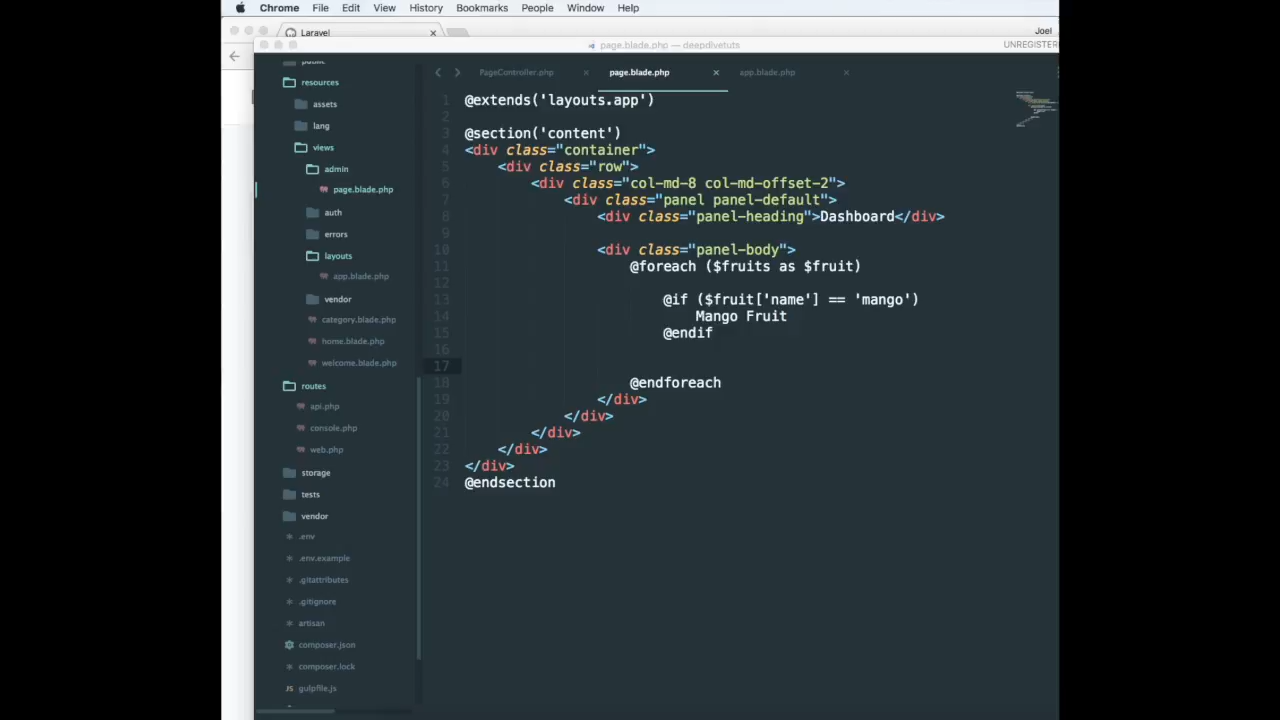 Chrome File Edit View History Bookmarks People Window Help
Laravel × Joel
page.blade.php — deepdivetuts UNREGISTER
PageController.php × page.blade.php × app.blade.php ×
public
resources
assets
lang
views
admin
page.blade.php
auth
errors
layouts
app.blade.php
vendor
category.blade.php
home.blade.php
welcome.blade.php
routes
api.php
console.php
web.php
storage
tests
vendor
.env
.env.example
.gitattributes
.gitignore
artisan
composer.json
composer.lock
JS gulpfile.js
1 @extends('layouts.app')
2
3 @section('content')
4 <div class="container">
5 <div class="row">
6 <div class="col-md-8 col-md-offset-2">
7 <div class="panel panel-default">
8 <div class="panel-heading">Dashboard</div>
9
10 <div class="panel-body">
11 @foreach ($fruits as $fruit)
12
13 @if ($fruit['name'] == 'mango')
14 Mango Fruit
15 @endif
16
17
18 @endforeach
19 </div>
20 </div>
21 </div>
22 </div>
23 </div>
24 @endsection